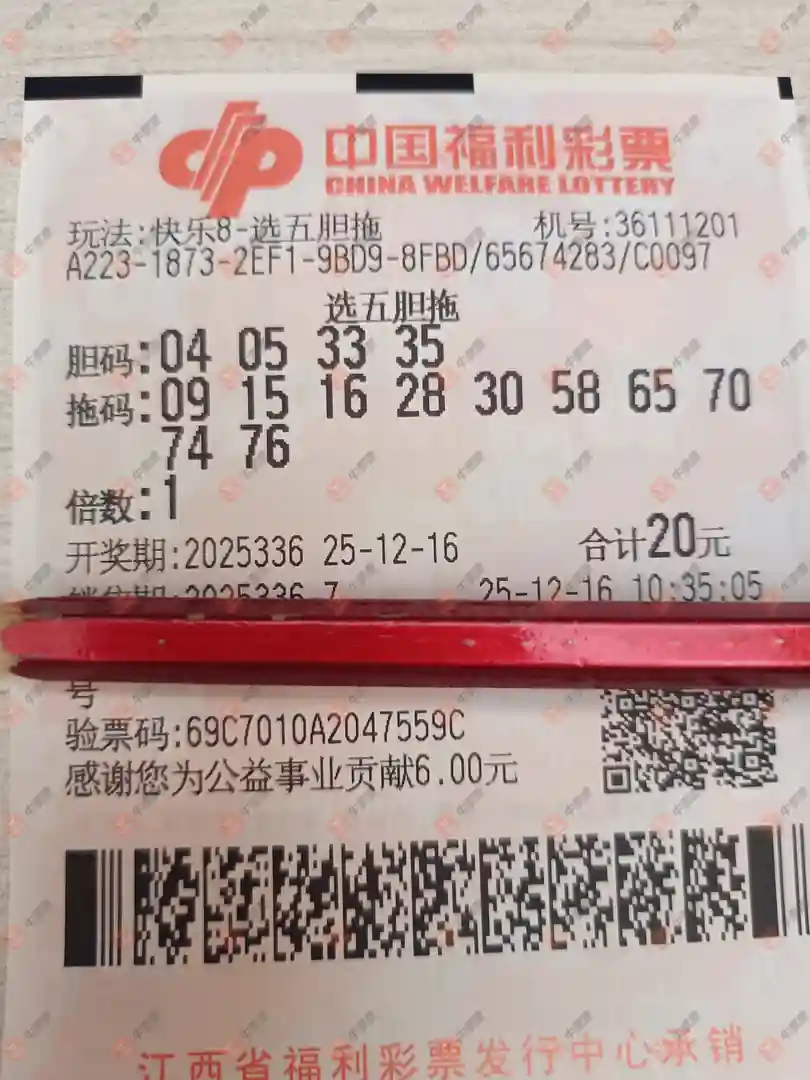 中国福利彩票
CHINA WELFARE LOTTERY
玩法:快乐8-选五胆拖 机号:36111201
A223-1873-2EF1-9BD9-8FBD/65674283/C0097
选五胆拖
胆码:04 05 33 35
拖码:09 15 16 28 30 58 65 70
74 76
倍数:1
开奖期:2025336 25-12-16 合计20元
销售期:2025336 7 25-12-16 10:35:05
号
验票码:69C7010A2047559C
感谢您为公益事业贡献6.00元
江西省福利彩票发行中心承销